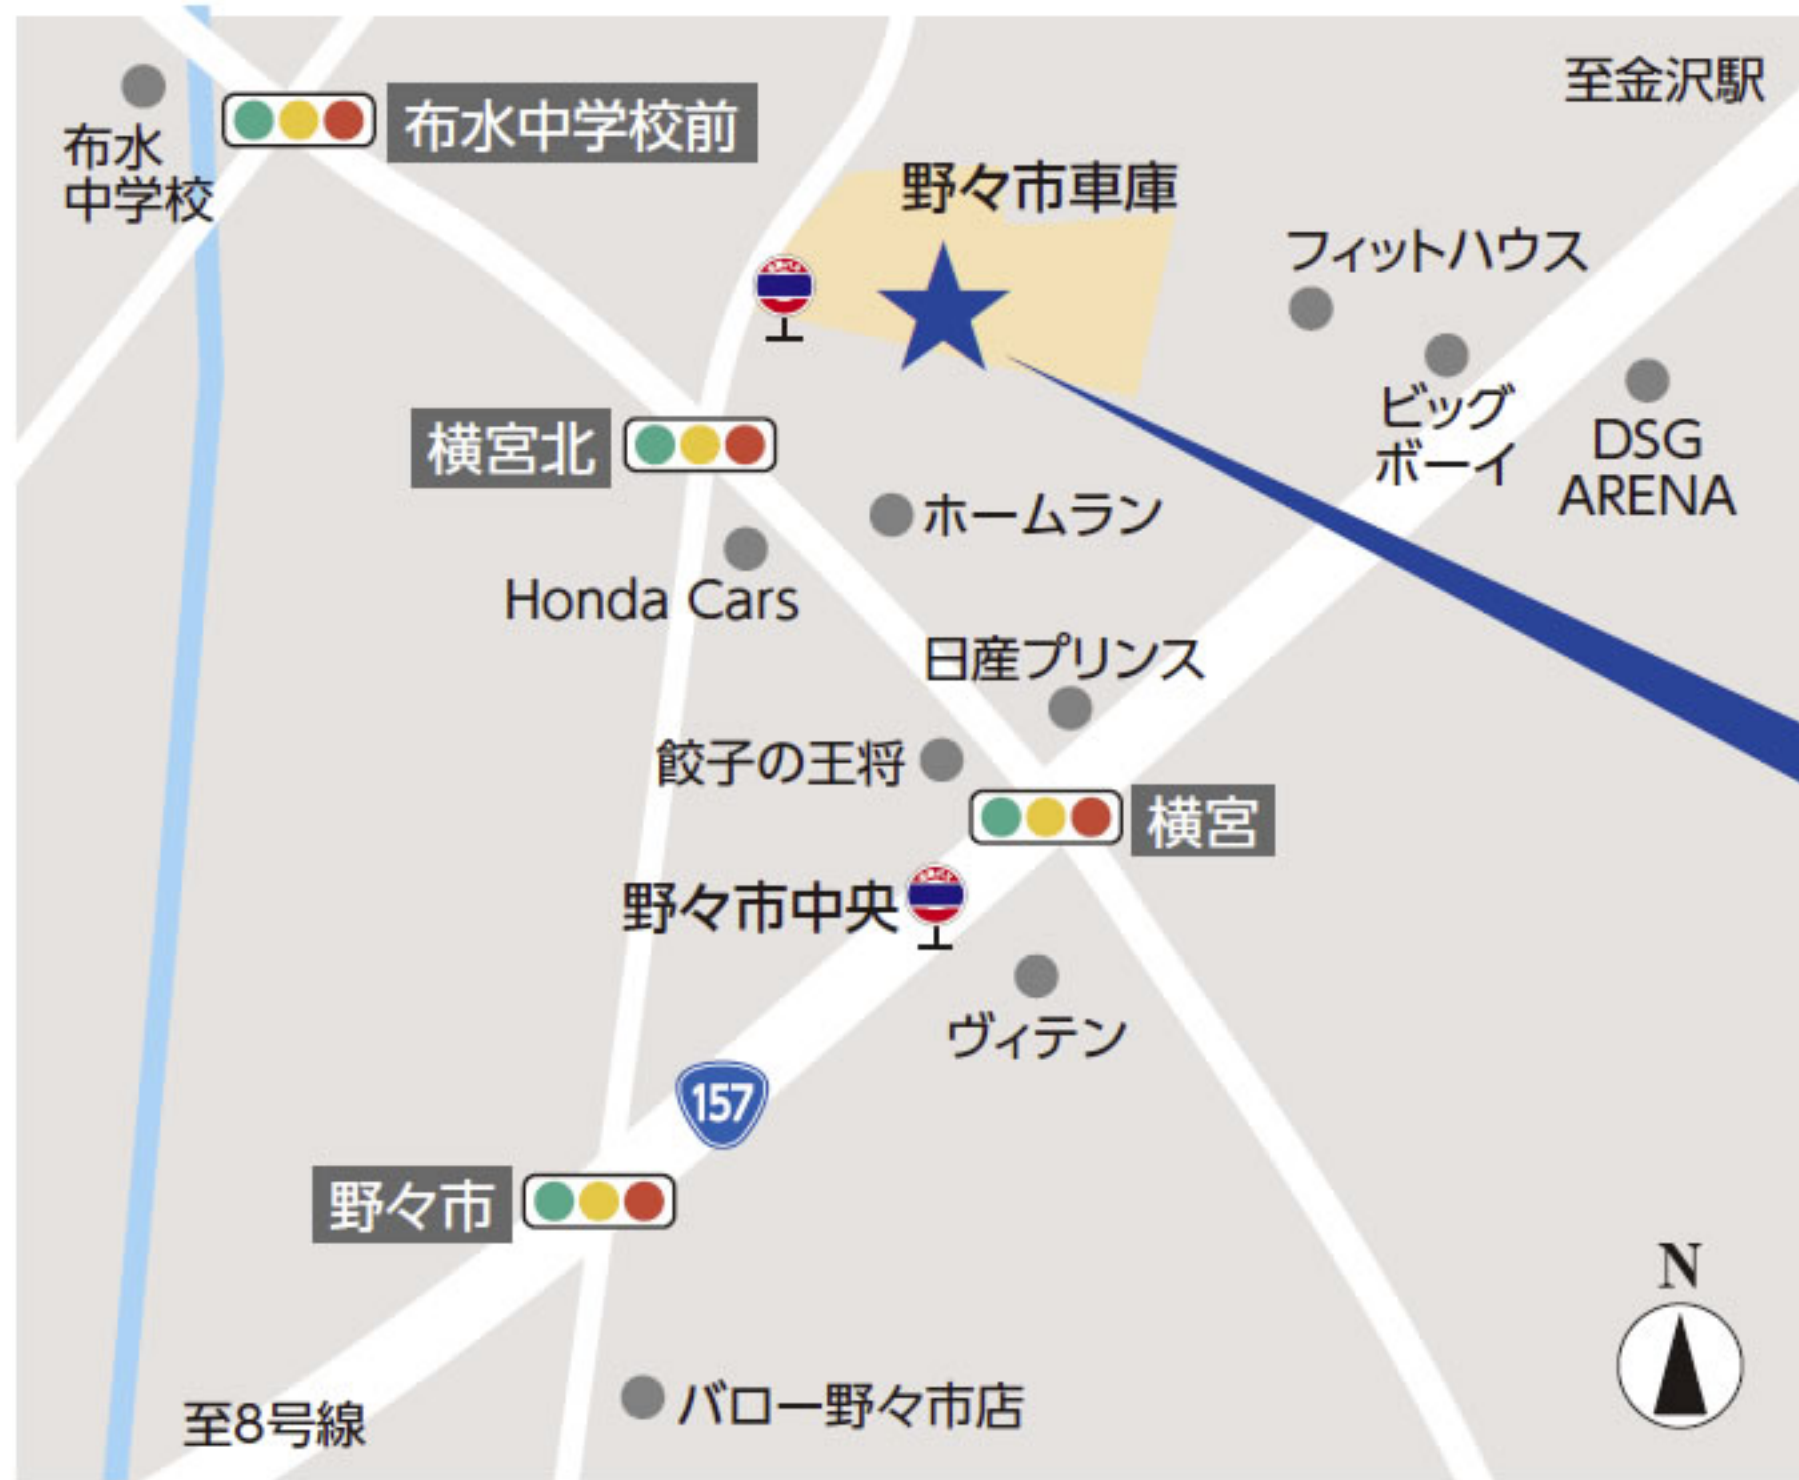 至金沢駅
布水
中学校
布水中学校前
野々市車庫
フィットハウス
ビッグ
ボーイ
DSG
ARENA
横宮北
ホームラン
Honda Cars
日産プリンス
餃子の王将
横宮
野々市中央
ヴィテン
157
野々市
N
バロー野々市店
至8号線